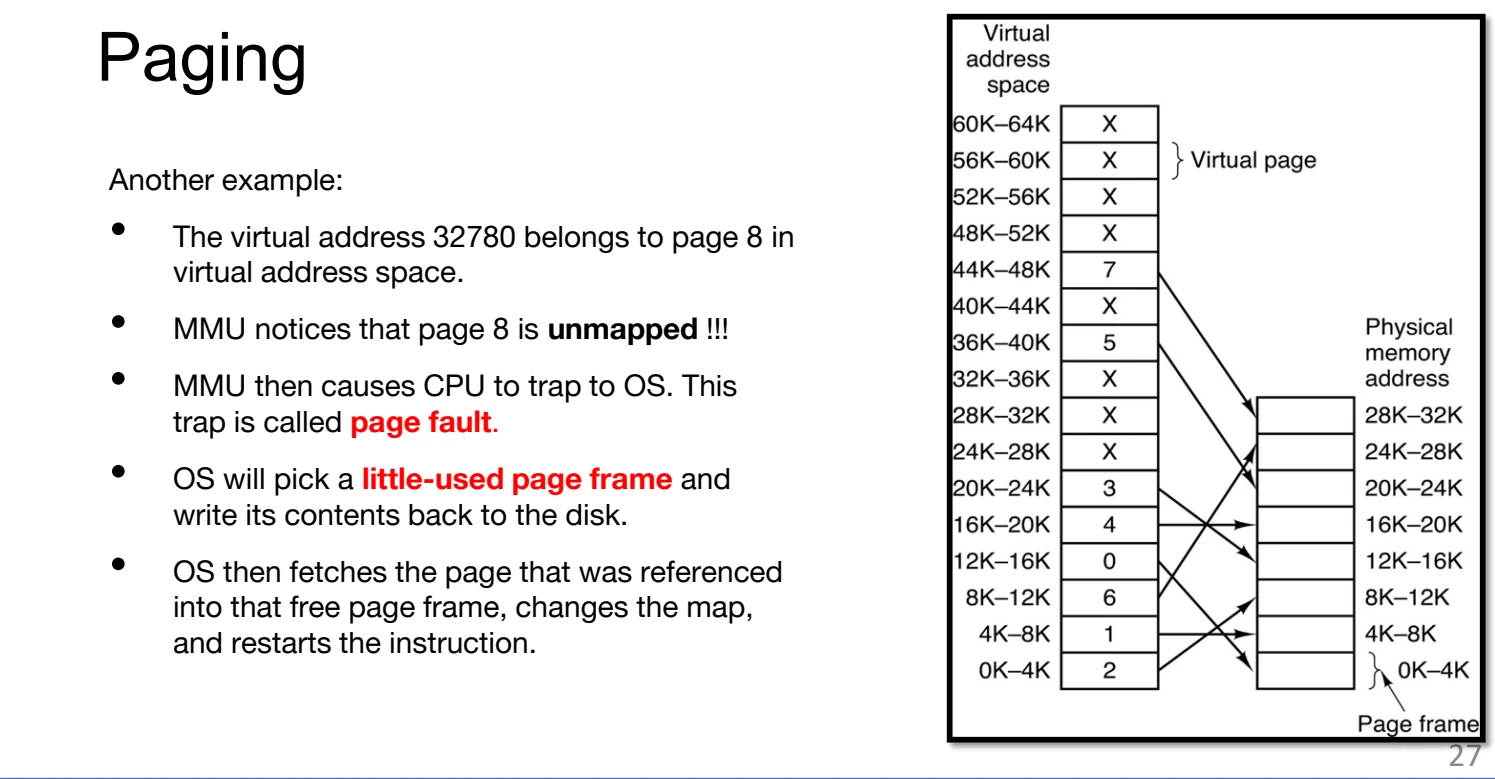 Paging
Another example:
• The virtual address 32780 belongs to page 8 in
virtual address space.
• MMU notices that page 8 is unmapped !!!
• MMU then causes CPU to trap to OS. This
trap is called page fault.
• OS will pick a little-used page frame and
write its contents back to the disk.
• OS then fetches the page that was referenced
into that free page frame, changes the map,
and restarts the instruction.
Virtual
address
space
60K–64K X
56K–60K X } Virtual page
52K–56K X
48K–52K X
44K–48K 7
40K–44K X
36K–40K 5
32K–36K X
28K–32K X
24K–28K X
20K–24K 3
16K–20K 4
12K–16K 0
8K–12K 6
4K–8K 1
0K–4K 2
Physical
memory
address
28K–32K
24K–28K
20K–24K
16K–20K
12K–16K
8K–12K
4K–8K
} 0K–4K
Page frame
27